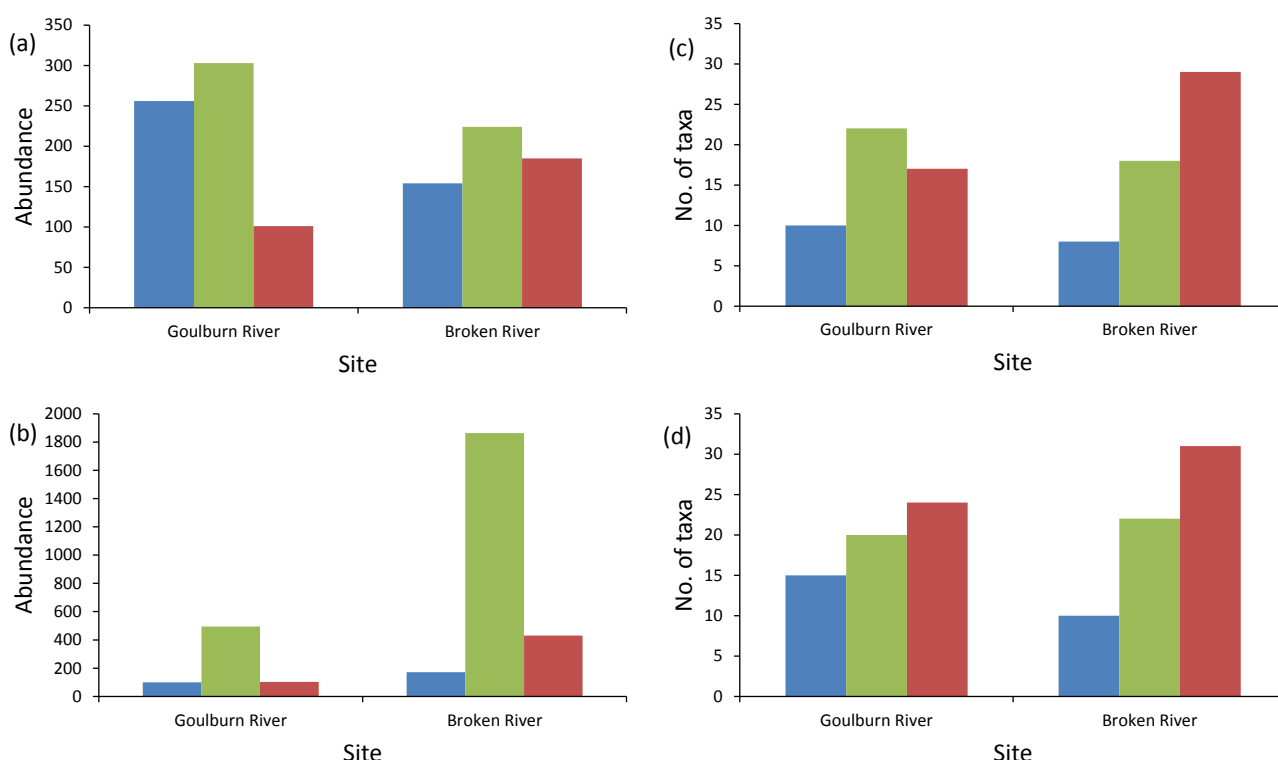 (a)
Abundance
350
300
250
200
150
100
50
0
Goulburn River
Broken River
Site
(c)
No. of taxa
35
30
25
20
15
10
5
0
Goulburn River
Broken River
Site
(b)
Abundance
2000
1800
1600
1400
1200
1000
800
600
400
200
0
Goulburn River
Broken River
Site
(d)
No. of taxa
35
30
25
20
15
10
5
0
Goulburn River
Broken River
Site